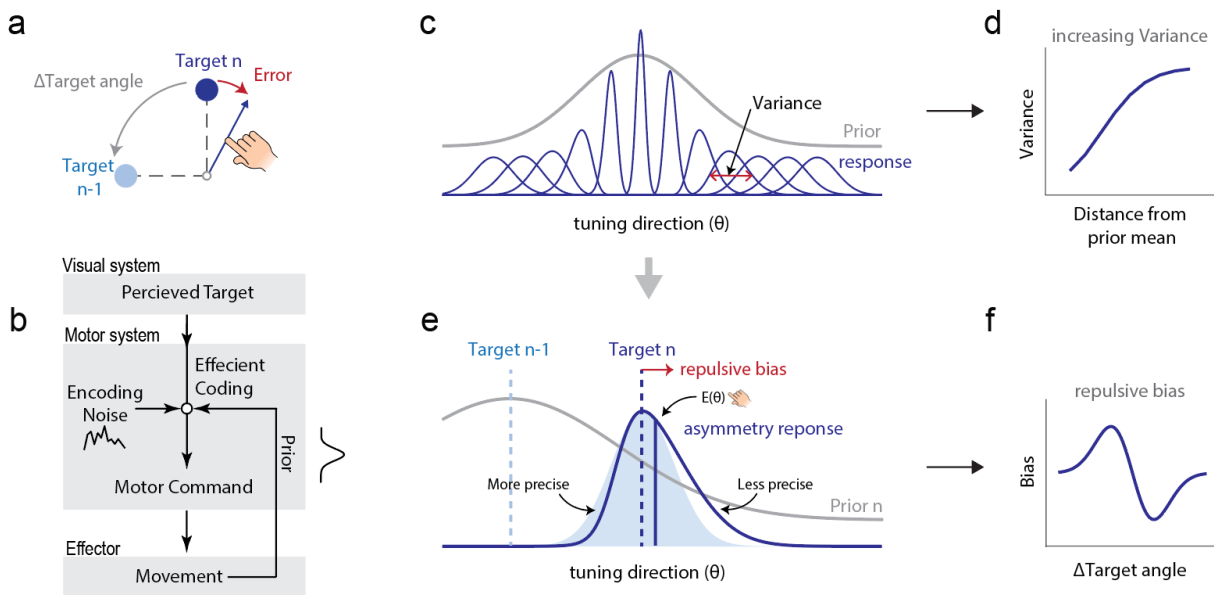 a
Target n
Error
ΔTarget angle
Target
n-1
b
Visual system
Percieved Target
Motor system
Effecient
Coding
Encoding
Noise
Prior
Motor Command
Effector
Movement
c
Variance
Prior
response
tuning direction (θ)
d
increasing Variance
Variance
Distance from
prior mean
e
Target n-1
Target n
repulsive bias
E(θ)
asymmetry reponse
More precise
Less precise
Prior n
tuning direction (θ)
f
repulsive bias
Bias
ΔTarget angle